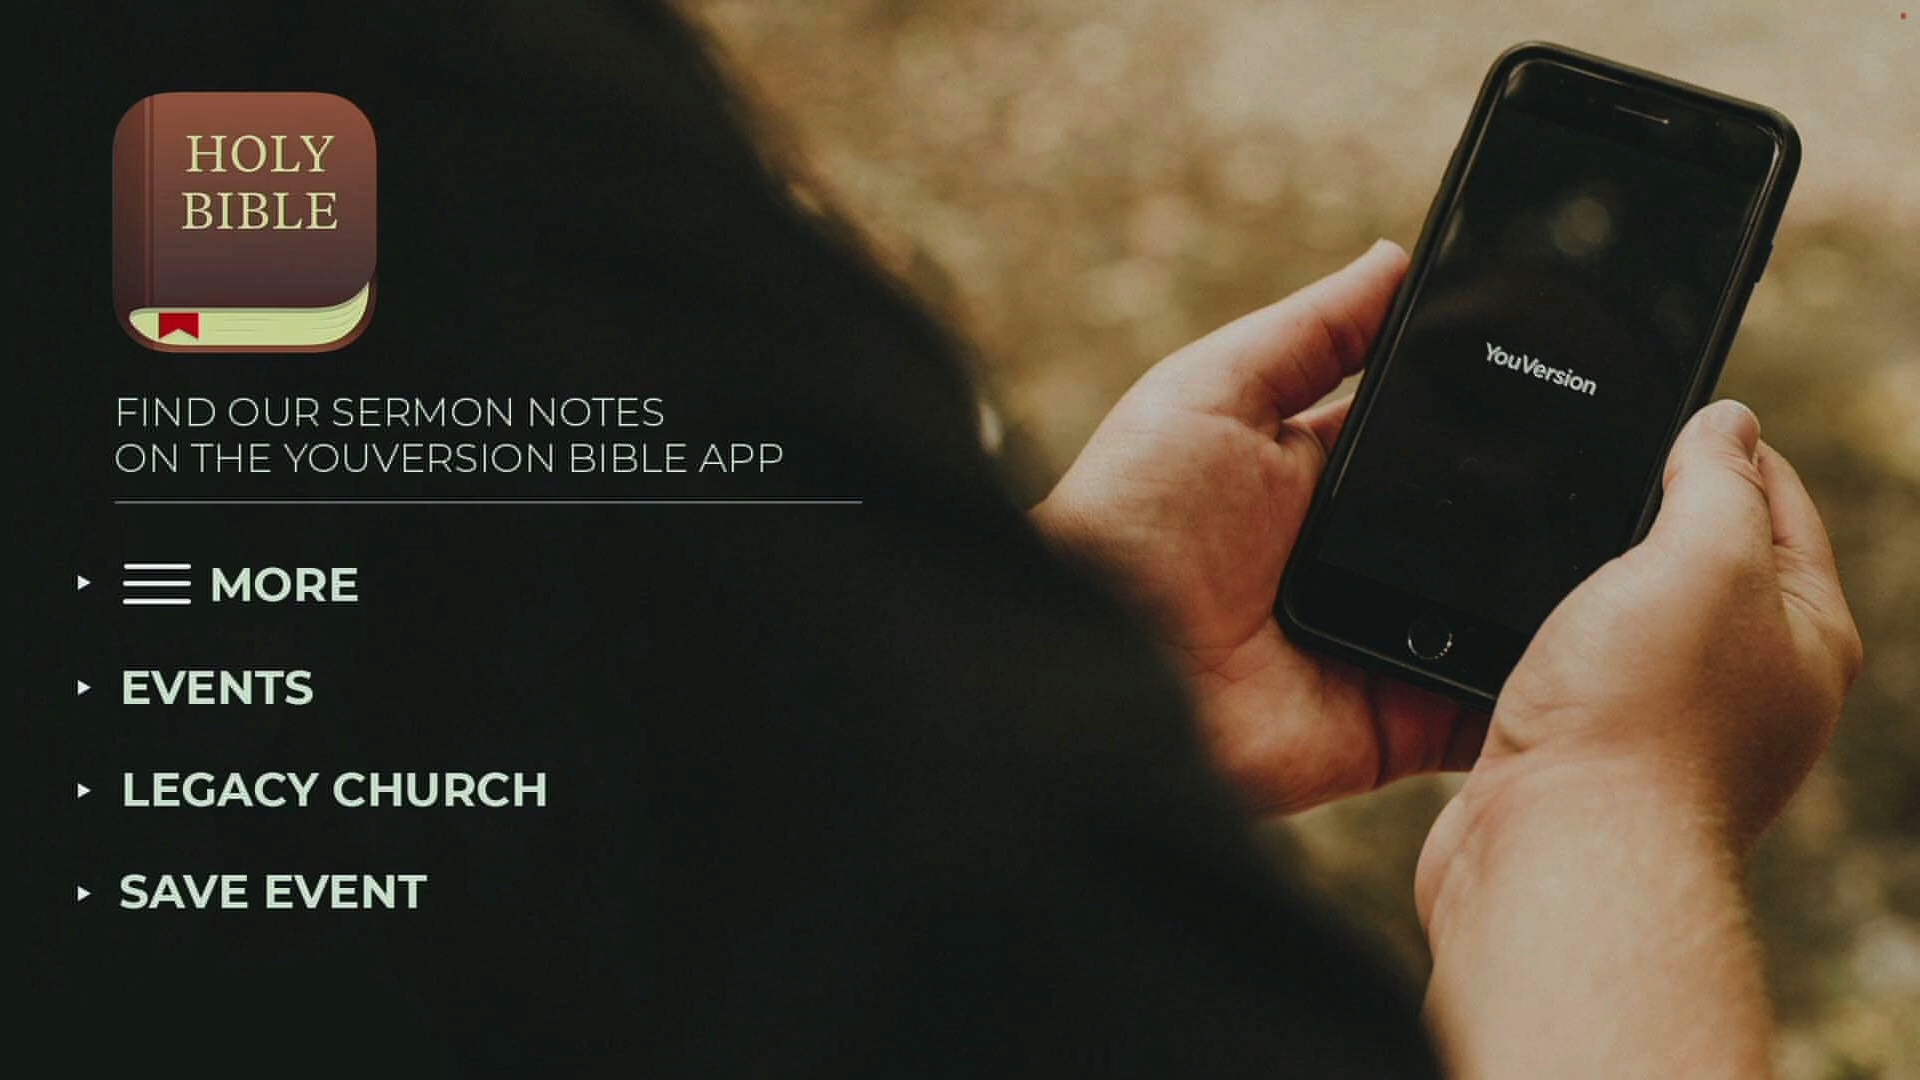 HOLY
BIBLE
FIND OUR SERMON NOTES
ON THE YOUVERSION BIBLE APP
MORE
EVENTS
LEGACY CHURCH
SAVE EVENT
YouVersion